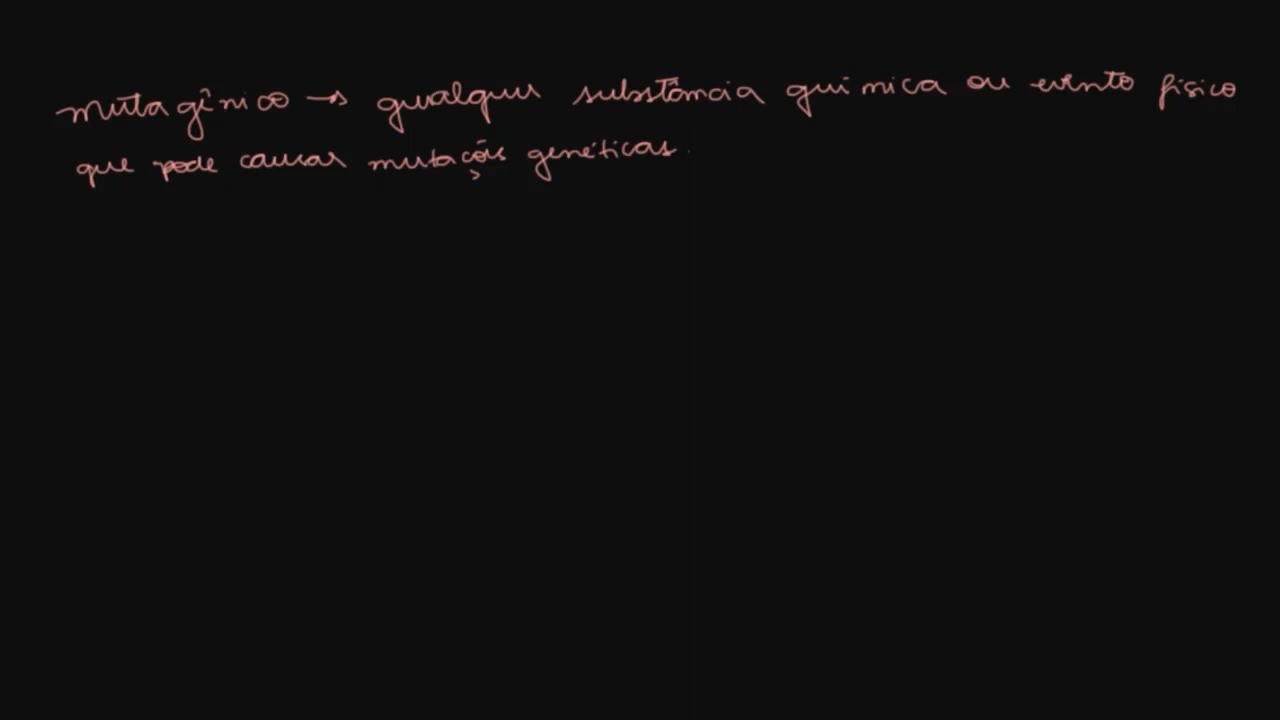 mutagênico → qualquer substância química ou evento físico
que pode causar mutações genéticas.